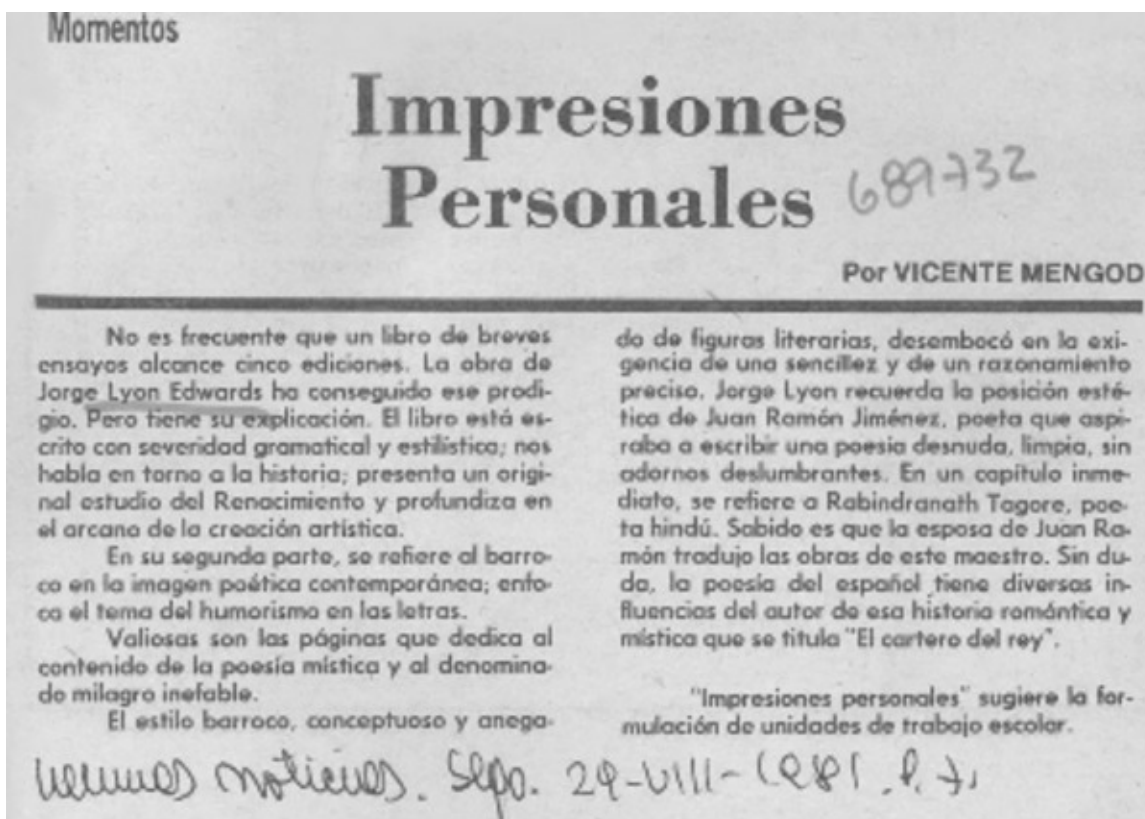 Momentos
Impresiones
Personales
689732
Por VICENTE MENGOD
No es frecuente que un libro de breves
ensayos alcance cinco ediciones. La obra de
Jorge Lyon Edwards ha conseguido ese prodi-
gio. Pero tiene su explicación. El libro está es-
crito con severidad gramatical y estilística; nos
habla en torno a la historia; presenta un origi-
nal estudio del Renacimiento y profundiza en
el arcano de la creación artística.
En su segunda parte, se refiere al barro-
co en la imagen poética contemporánea; enfo-
ca el tema del humorismo en las letras.
Valiosas son las páginas que dedica al
contenido de la poesía mística y al denomina-
do milagro inefable.
El estilo barroco, conceptuoso y anega-
do de figuras literarias, desembocó en la exi-
gencia de una sencillez y de un razonamiento
preciso. Jorge Lyon recuerda la posición esté-
tica de Juan Ramón Jiménez, poeta que aspi-
raba a escribir una poesía desnuda, limpia, sin
adornos deslumbrantes. En un capítulo inme-
diato, se refiere a Rabindranath Tagore, poe-
ta hindú. Sabido es que la esposa de Juan Ra-
món tradujo las obras de este maestro. Sin du-
da, la poesía del español tiene diversas in-
fluencias del autor de esa historia romántica y
mística que se titula "El cartero del rey".
"Impresiones personales" sugiere la for-
mulación de unidades de trabajo escolar.
noticias. Stgo. 29-VIII-1981. P. 7.